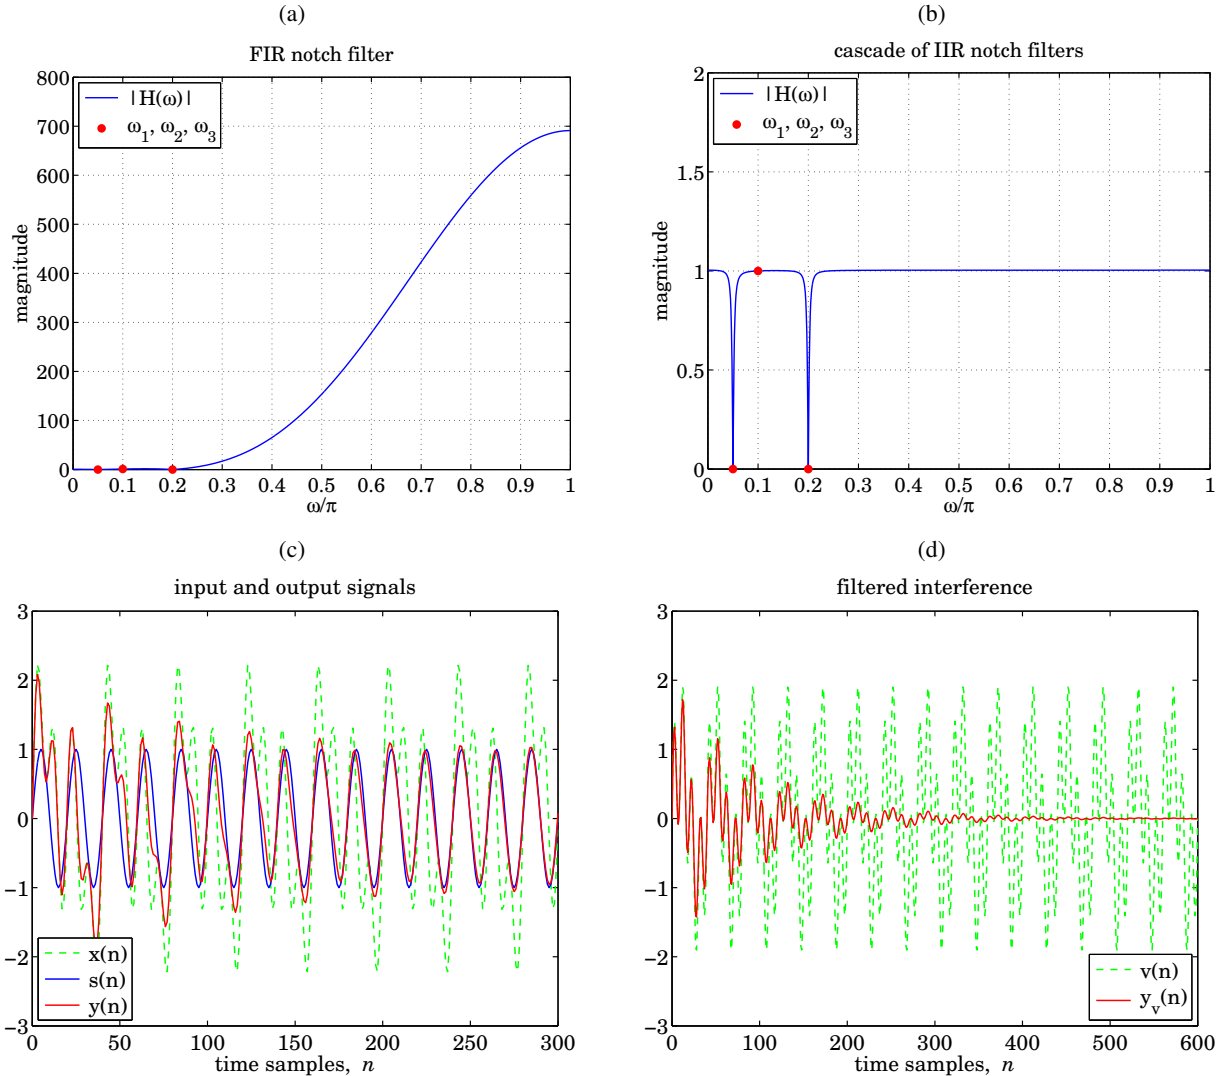 (a)
FIR notch filter
|H(ω)|
ω1, ω2, ω3
magnitude
800
700
600
500
400
300
200
100
0
0 0.1 0.2 0.3 0.4 0.5 0.6 0.7 0.8 0.9 1
ω/π
(b)
cascade of IIR notch filters
|H(ω)|
ω1, ω2, ω3
magnitude
2
1.5
1
0.5
0
0 0.1 0.2 0.3 0.4 0.5 0.6 0.7 0.8 0.9 1
ω/π
(c)
input and output signals
3
2
1
0
−1
−2
−3
x(n)
s(n)
y(n)
0 50 100 150 200 250 300
time samples, n
(d)
filtered interference
3
2
1
0
−1
−2
−3
v(n)
yv(n)
0 100 200 300 400 500 600
time samples, n